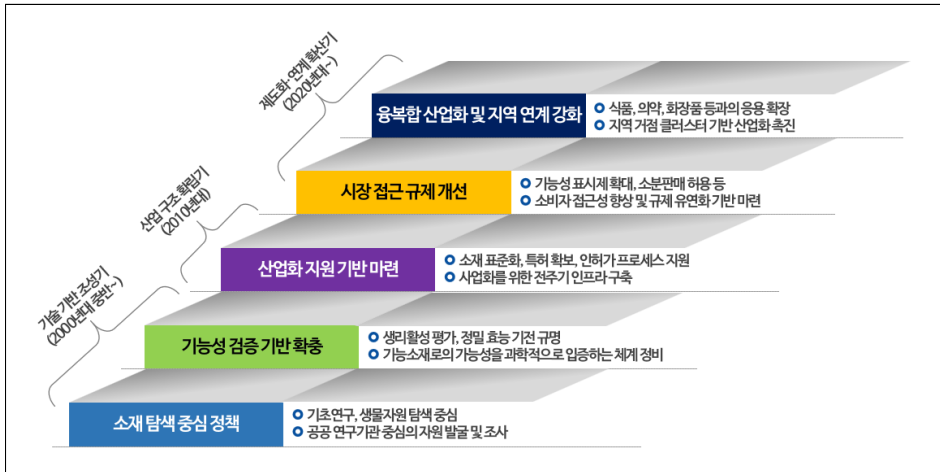 제도화·연계 확산기
(2020년대~)
융복합 산업화 및 지역 연계 강화
식품, 의약, 화장품 등과의 응용 확장
지역 거점 클러스터 기반 산업화 촉진
시장 접근 규제 개선
기능성 표시제 확대, 소분판매 허용 등
소비자 접근성 향상 및 규제 유연화 기반 마련
산업 구조 확립기
(2010년대)
산업화 지원 기반 마련
소재 표준화, 특허 확보, 인허가 프로세스 지원
사업화를 위한 전주기 인프라 구축
기술 기반 조성기
(2000년대 중반~)
기능성 검증 기반 확충
생리활성 평가, 정밀 효능 기전 규명
기능소재로의 가능성을 과학적으로 입증하는 체계 정비
소재 탐색 중심 정책
기초연구, 생물자원 탐색 중심
공공 연구기관 중심의 자원 발굴 및 조사